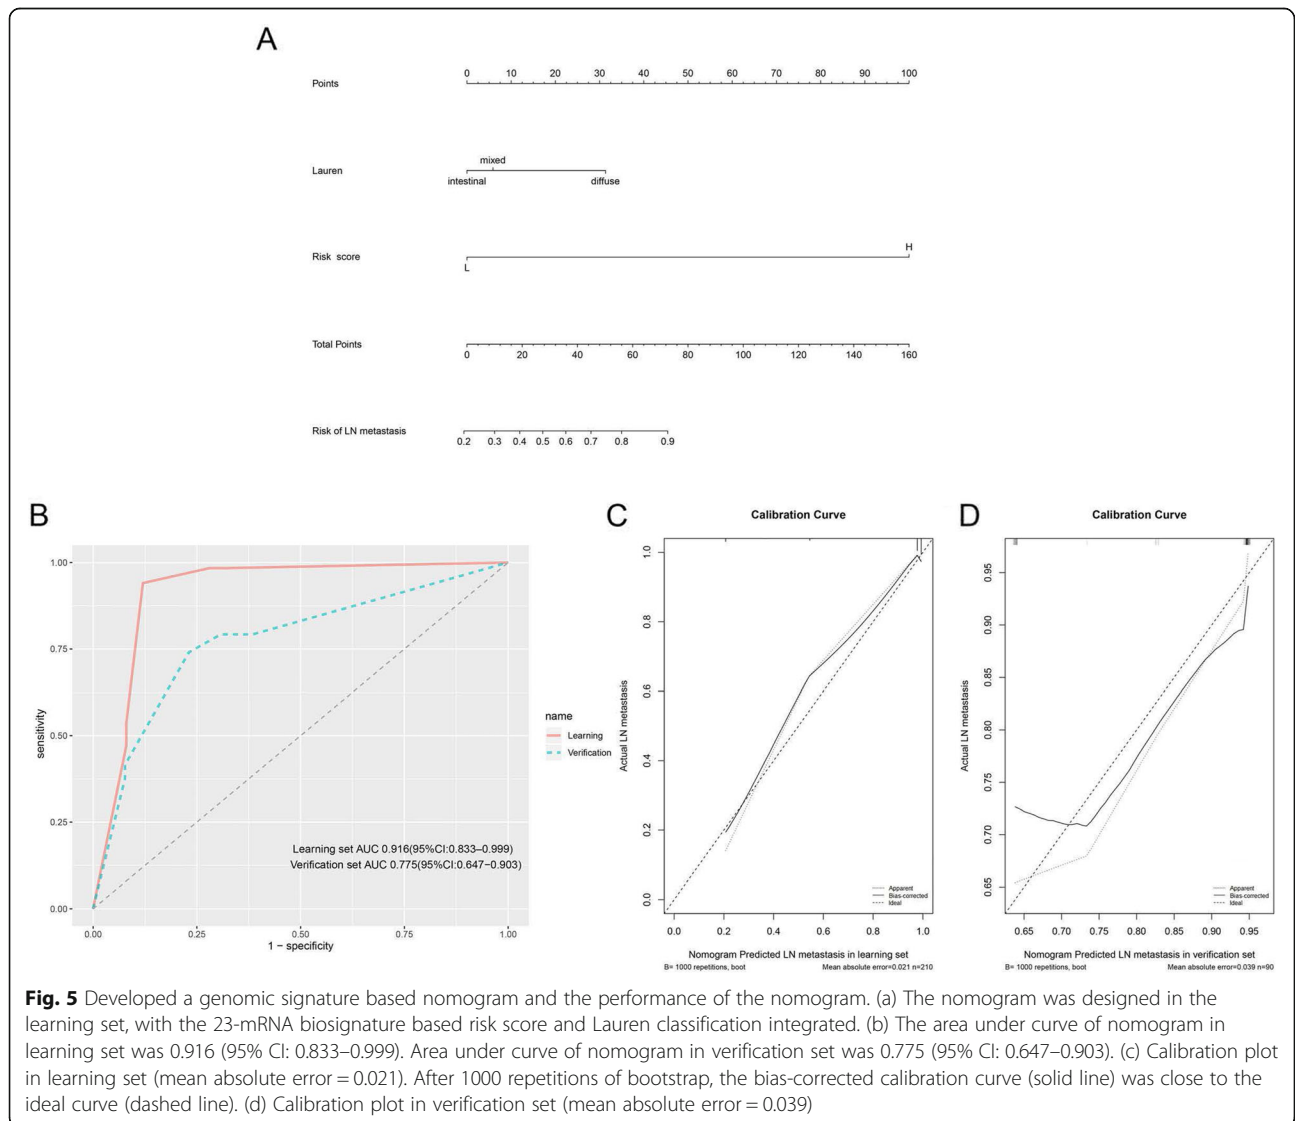 A
Points
0 10 20 30 40 50 60 70 80 90 100
Lauren
mixed
intestinal diffuse
Risk score
H
L
Total Points
0 20 40 60 80 100 120 140 160
Risk of LN metastasis
0.2 0.3 0.4 0.5 0.6 0.7 0.8 0.9
B
1.00
0.75
0.50
0.25
0.00
sensitivity
0.00 0.25 0.50 0.75 1.00
1 − specificity
name
Learning
Verification
Learning set AUC 0.916(95%CI:0.833–0.999)
Verification set AUC 0.775(95%CI:0.647−0.903)
C
Calibration Curve
1.0
0.8
0.6
0.4
0.2
0.0
Actual LN metastasis
Apparent
Bias-corrected
Ideal
0.0 0.2 0.4 0.6 0.8 1.0
Nomogram Predicted LN metastasis in learning set
B= 1000 repetitions, boot Mean absolute error=0.021 n=210
D
Calibration Curve
0.95
0.90
0.85
0.80
0.75
0.70
0.65
Actual LN metastasis
Apparent
Bias-corrected
Ideal
0.65 0.70 0.75 0.80 0.85 0.90 0.95
Nomogram Predicted LN metastasis in verification set
B= 1000 repetitions, boot Mean absolute error=0.039 n=90
Fig. 5 Developed a genomic signature based nomogram and the performance of the nomogram. (a) The nomogram was designed in the
learning set, with the 23-mRNA biosignature based risk score and Lauren classification integrated. (b) The area under curve of nomogram in
learning set was 0.916 (95% CI: 0.833–0.999). Area under curve of nomogram in verification set was 0.775 (95% CI: 0.647–0.903). (c) Calibration plot
in learning set (mean absolute error = 0.021). After 1000 repetitions of bootstrap, the bias-corrected calibration curve (solid line) was close to the
ideal curve (dashed line). (d) Calibration plot in verification set (mean absolute error = 0.039)